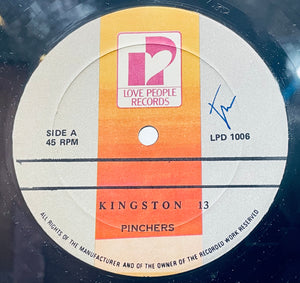 LOVE PEOPLE
RECORDS
SIDE A
45 RPM
LPD 1006
KINGSTON 13
PINCHERS
ALL RIGHTS OF THE MANUFACTURER AND OF THE OWNER OF THE RECORDED WORK RESERVED